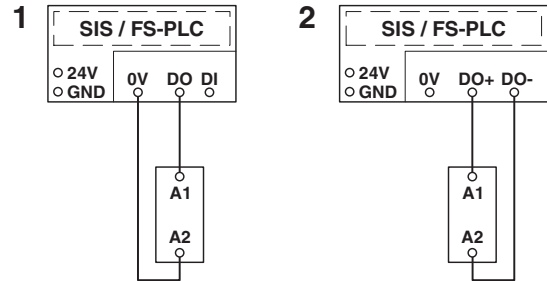 1
SIS / FS-PLC
24V
GND
0V DO DI
A1
A2
2
SIS / FS-PLC
24V
GND
0V DO+ DO-
A1
A2